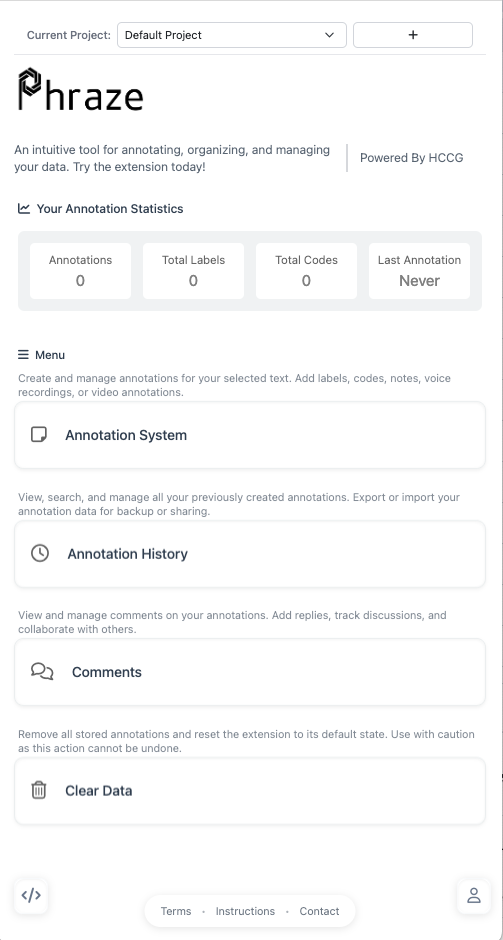 Current Project: Default Project +
Phraze
An intuitive tool for annotating, organizing, and managing
your data. Try the extension today!
Powered By HCCG
Your Annotation Statistics
Annotations
0
Total Labels
0
Total Codes
0
Last Annotation
Never
Menu
Create and manage annotations for your selected text. Add labels, codes, notes, voice
recordings, or video annotations.
Annotation System
View, search, and manage all your previously created annotations. Export or import your
annotation data for backup or sharing.
Annotation History
View and manage comments on your annotations. Add replies, track discussions, and
collaborate with others.
Comments
Remove all stored annotations and reset the extension to its default state. Use with caution
as this action cannot be undone.
Clear Data
Terms · Instructions · Contact